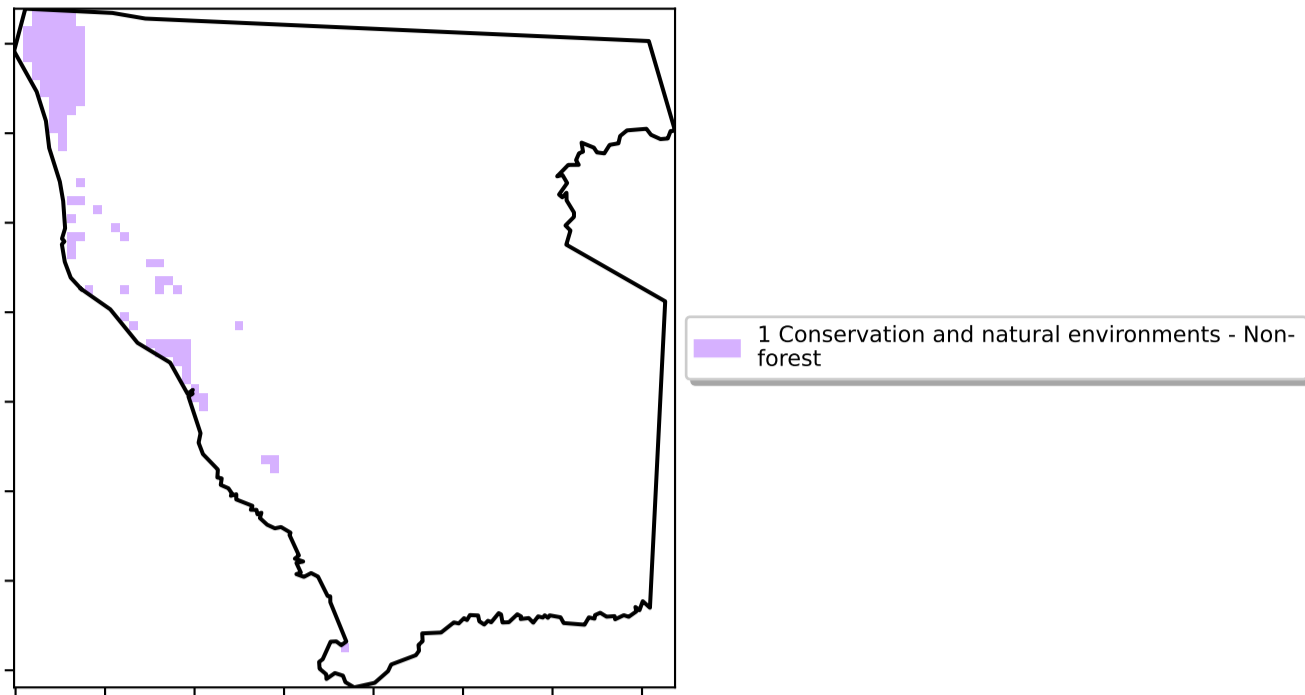 1 Conservation and natural environments - Non-
forest